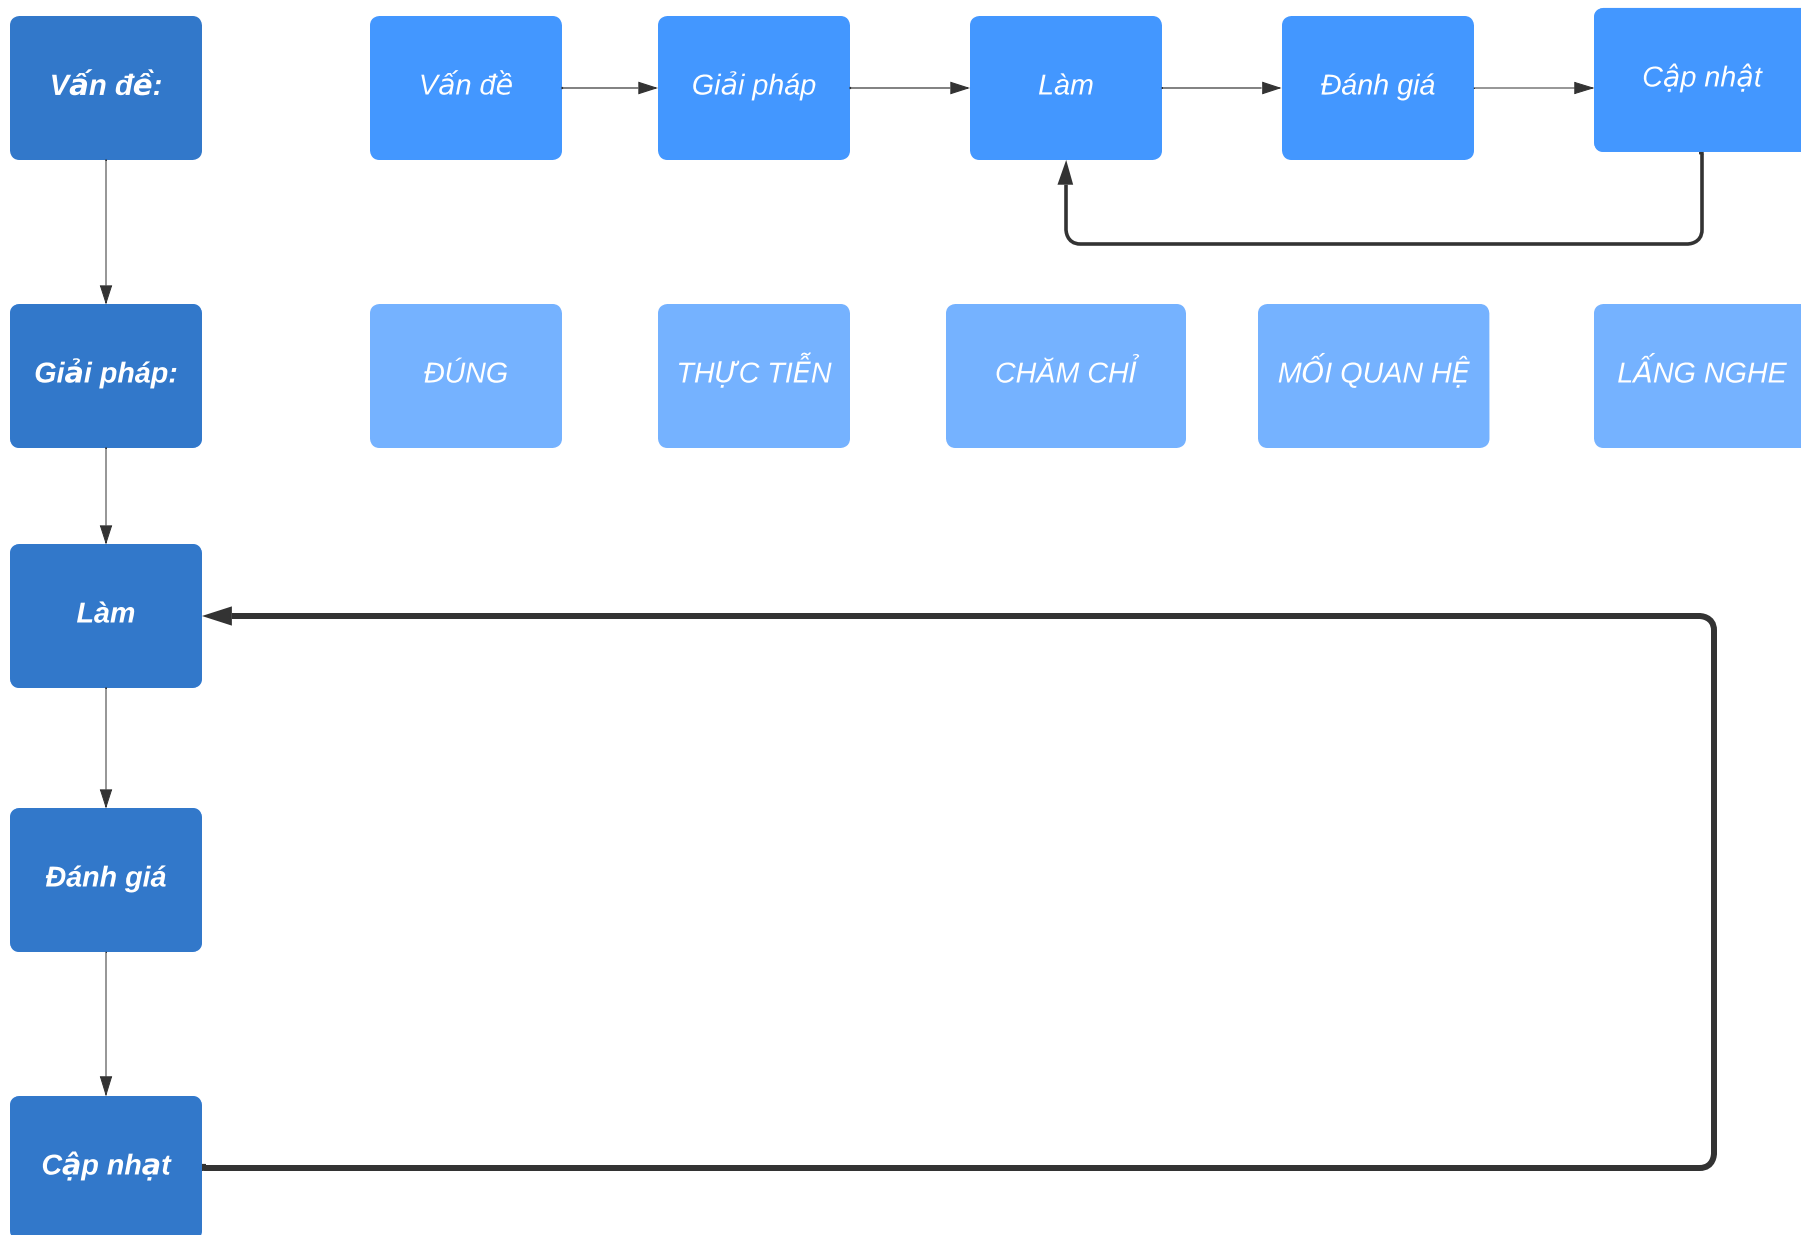 Vấn đề:
Vấn đề
Giải pháp
Làm
Đánh giá
Cập nhật
Giải pháp:
ĐÚNG
THỰC TIỄN
CHĂM CHỈ
MỐI QUAN HỆ
LẤNG NGHE
Làm
Đánh giá
Cập nhạt